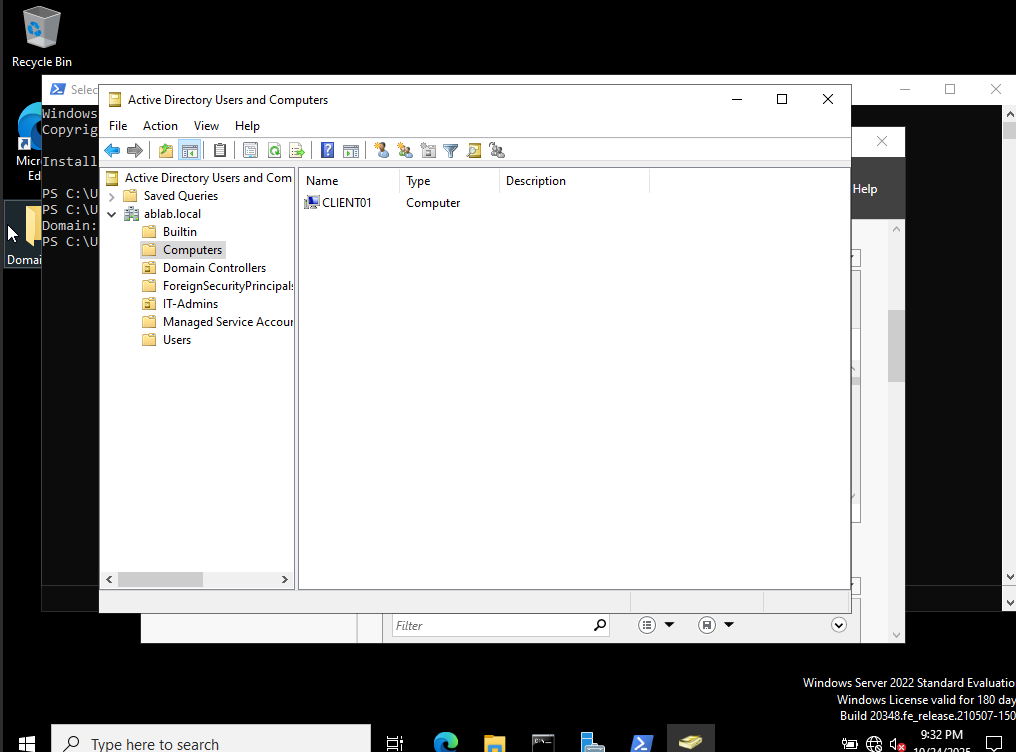 Recycle Bin
Selec
Windows
Copyrig
Install
PS C:\U
PS C:\U
Domain:
PS C:\U
Micr
Ed
Domai
Active Directory Users and Computers
File Action View Help
Active Directory Users and Com
Saved Queries
ablab.local
Builtin
Computers
Domain Controllers
ForeignSecurityPrincipals
IT-Admins
Managed Service Accour
Users
Name Type Description
CLIENT01 Computer
Help
Filter
Windows Server 2022 Standard Evaluatio
Windows License valid for 180 day
Build 20348.fe_release.210507-150
Type here to search
9:32 PM
10/24/2025